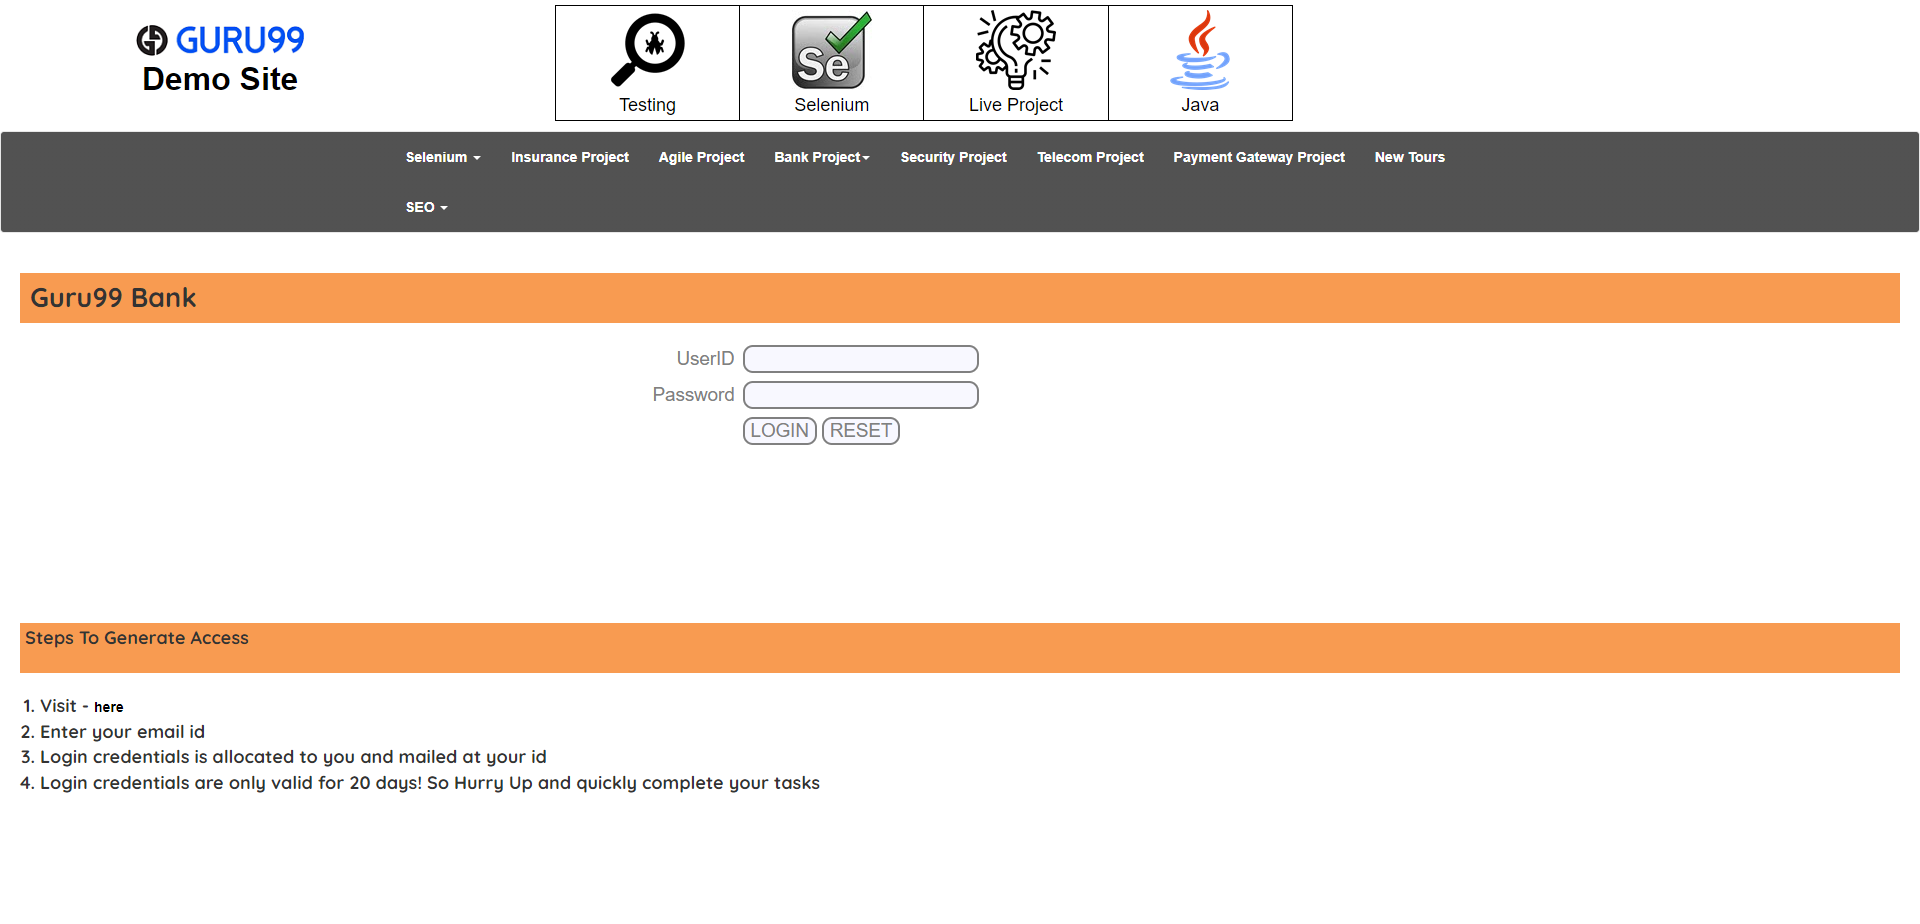 GURU99
Demo Site
Se
Testing
Selenium
Live Project
Java
Selenium
Insurance Project
Agile Project
Bank Project
Security Project
Telecom Project
Payment Gateway Project
New Tours
SEO
Guru99 Bank
UserID
Password
LOGIN
RESET
Steps To Generate Access
1. Visit - here
2. Enter your email id
3. Login credentials is allocated to you and mailed at your id
4. Login credentials are only valid for 20 days! So Hurry Up and quickly complete your tasks